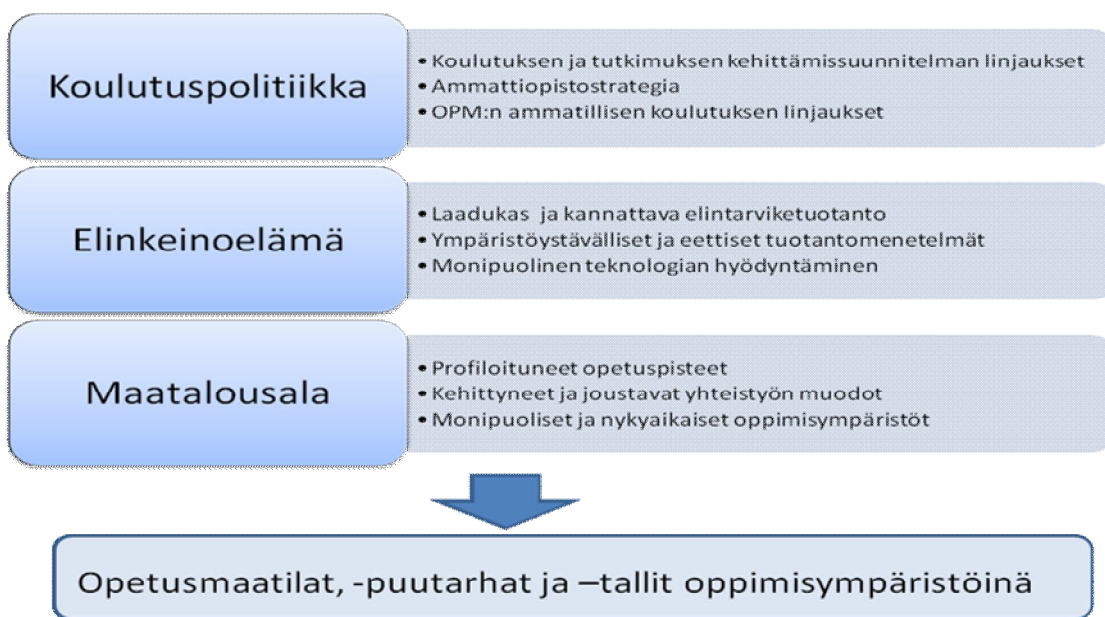 Koulutuspolitiikka
• Koulutuksen ja tutkimuksen kehittämissuunnitelman linjaukset
• Ammattiopistostrategia
• OPM:n ammatillisen koulutuksen linjaukset
Elinkeinoelämä
• Laadukas ja kannattava elintarviketuotanto
• Ympäristöystävälliset ja eettiset tuotantomenetelmät
• Monipuolinen teknologian hyödyntäminen
Maatalousala
• Profiloituneet opetuspisteet
• Kehittyneet ja joustavat yhteistyön muodot
• Monipuoliset ja nykyaikaiset oppimisympäristöt
Opetusmaatilat, -puutarhat ja –tallit oppimisympäristöinä